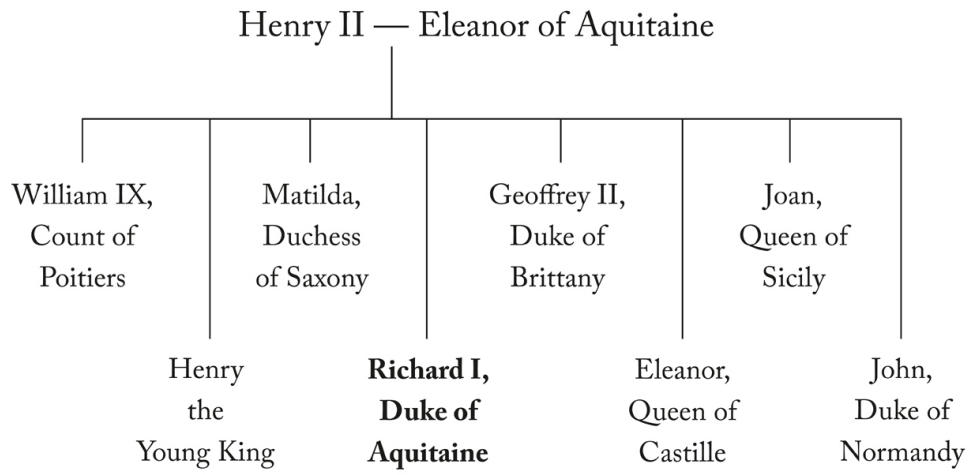 Henry II — Eleanor of Aquitaine
William IX,
Count of
Poitiers
Henry
the
Young King
Matilda,
Duchess
of Saxony
Richard I,
Duke of
Aquitaine
Geoffrey II,
Duke of
Brittany
Eleanor,
Queen of
Castille
Joan,
Queen of
Sicily
John,
Duke of
Normandy